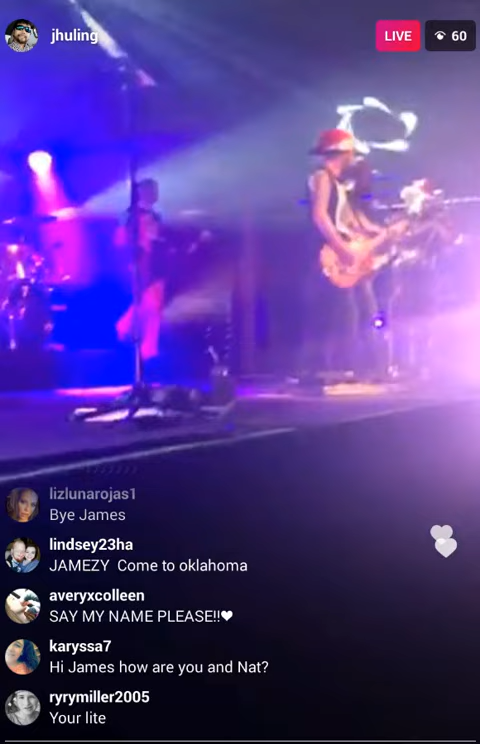 jhuling
LIVE
60
lizlunarojas1
Bye James
lindsey23ha
JAMEZY Come to oklahoma
averyxcolleen
SAY MY NAME PLEASE!!❤
karyssa7
Hi James how are you and Nat?
ryrymiller2005
Your lite